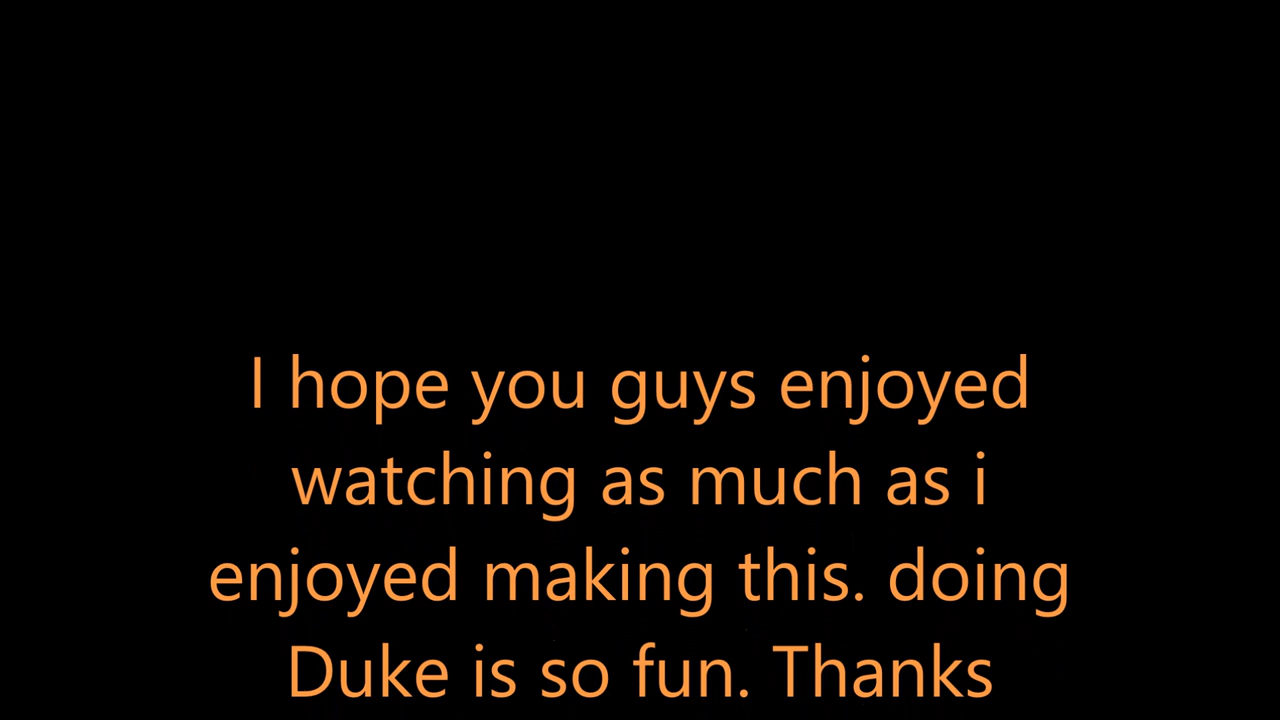 I hope you guys enjoyed
watching as much as i
enjoyed making this. doing
Duke is so fun. Thanks